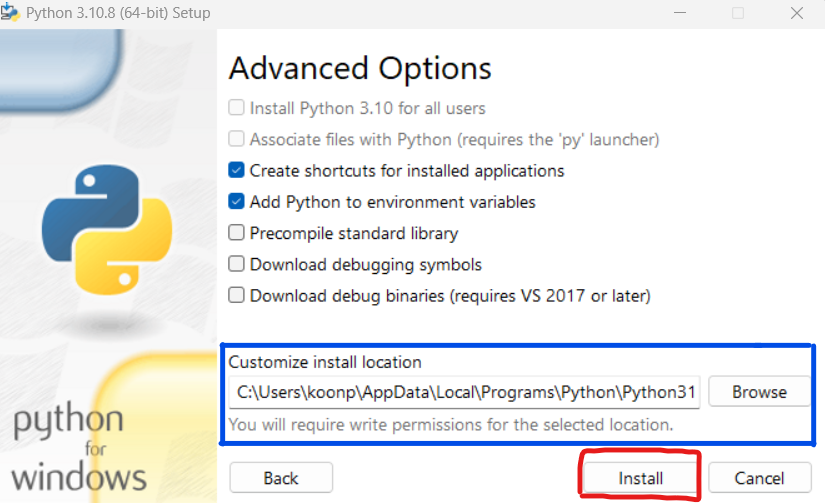 Python 3.10.8 (64-bit) Setup
Advanced Options
Install Python 3.10 for all users
Associate files with Python (requires the 'py' launcher)
Create shortcuts for installed applications
Add Python to environment variables
Precompile standard library
Download debugging symbols
Download debug binaries (requires VS 2017 or later)
Customize install location
C:\Users\koonp\AppData\Local\Programs\Python\Python31
Browse
You will require write permissions for the selected location.
python
for
windows
Back
Install
Cancel